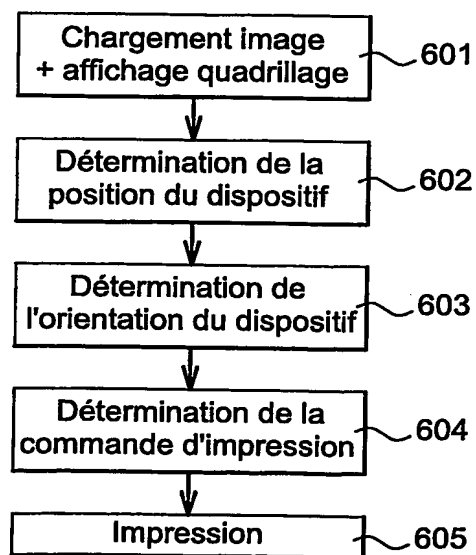 Chargement image
+ affichage quadrillage
601
Détermination de la
position du dispositif
602
Détermination de
l'orientation du dispositif
603
Détermination de la
commande d'impression
604
Impression
605